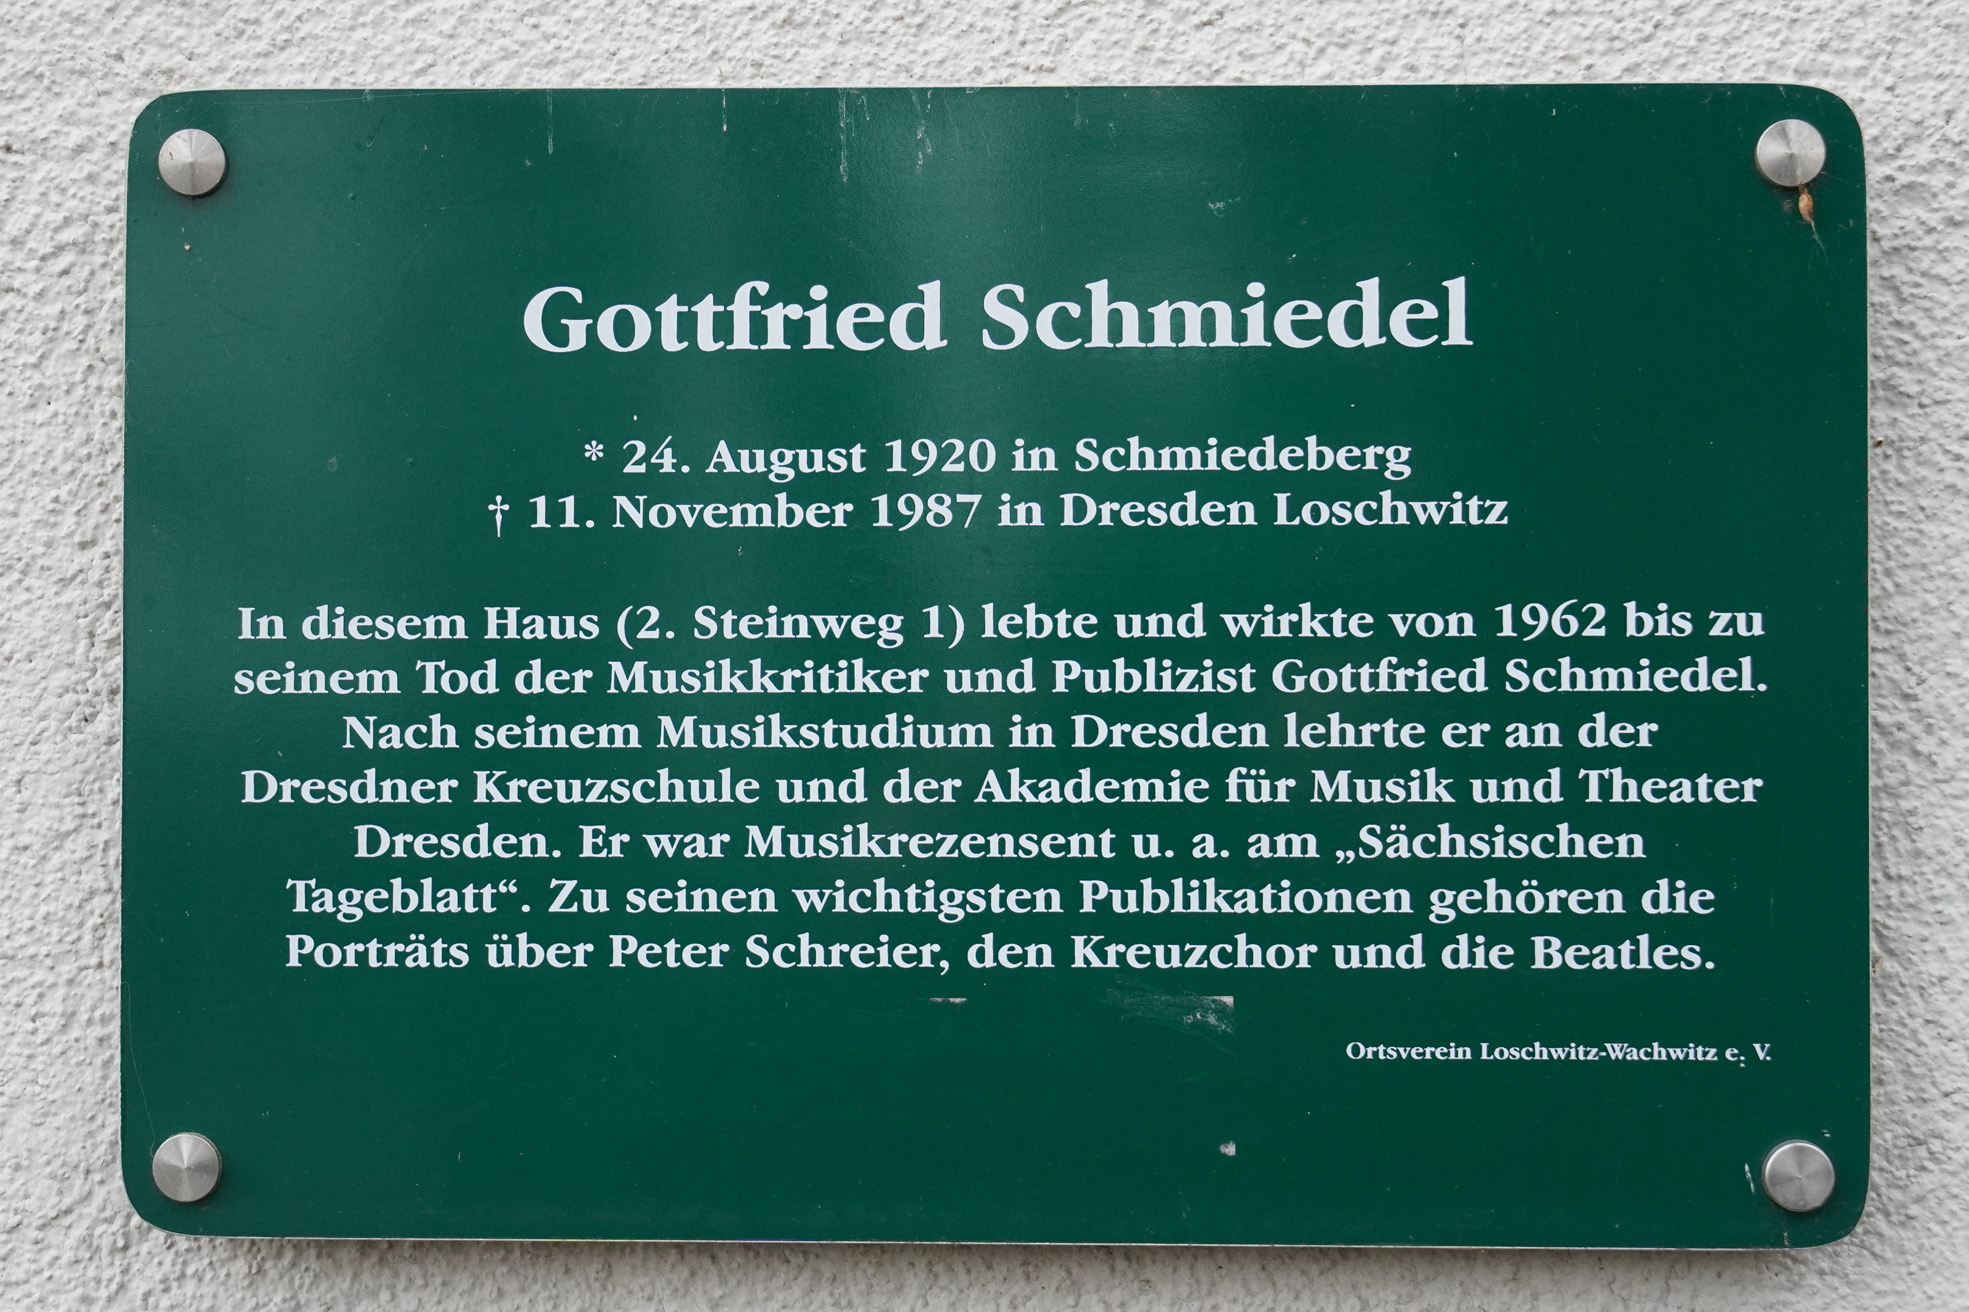 Gottfried Schmiedel
* 24. August 1920 in Schmiedeberg
† 11. November 1987 in Dresden Loschwitz
In diesem Haus (2. Steinweg 1) lebte und wirkte von 1962 bis zu
seinem Tod der Musikkritiker und Publizist Gottfried Schmiedel.
Nach seinem Musikstudium in Dresden lehrte er an der
Dresdner Kreuzschule und der Akademie für Musik und Theater
Dresden. Er war Musikrezensent u. a. am „Sächsischen
Tageblatt“. Zu seinen wichtigsten Publikationen gehören die
Porträts über Peter Schreier, den Kreuzchor und die Beatles.
Ortsverein Loschwitz-Wachwitz e. V.